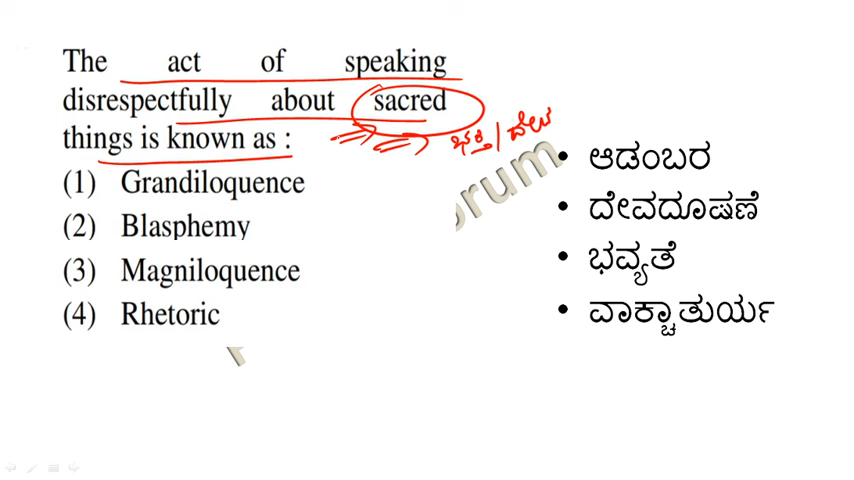 The act of speaking
disrespectfully about sacred
things is known as :
(1) Grandiloquence
(2) Blasphemy
(3) Magniloquence
(4) Rhetoric
• ಆಡಂಬರ
• ದೇವದೂಷಣೆ
• ಭವ್ಯತೆ
• ವಾಕ್ಚಾತುರ್ಯ